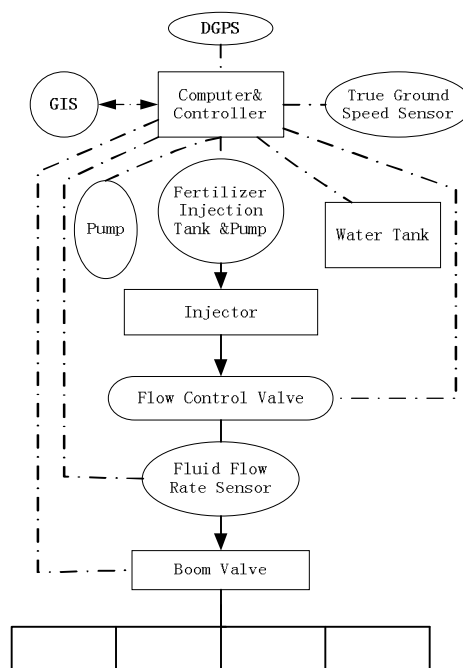 DGPS
Computer&
Controller
GIS
True Ground
Speed Sensor
Fertilizer
Injection
Tank &Pump
Pump
Water Tank
Injector
Flow Control Valve
Fluid Flow
Rate Sensor
Boom Valve